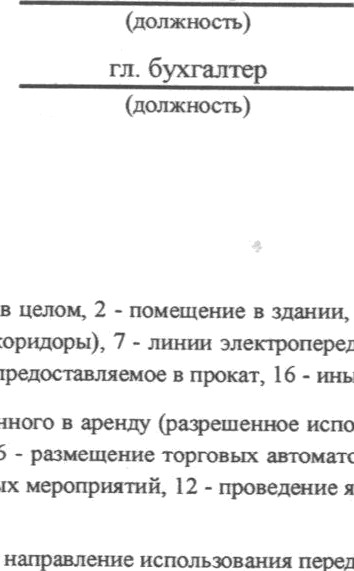 (должность)
гл. бухгалтер
(должность)
в целом, 2 - помещение в здании,
коридоры), 7 - линии электроперед
предоставляемое в прокат, 16 - ины
нного в аренду (разрешенное испо
6 - размещение торговых автомато
ых мероприятий, 12 - проведение я
направление использования перед